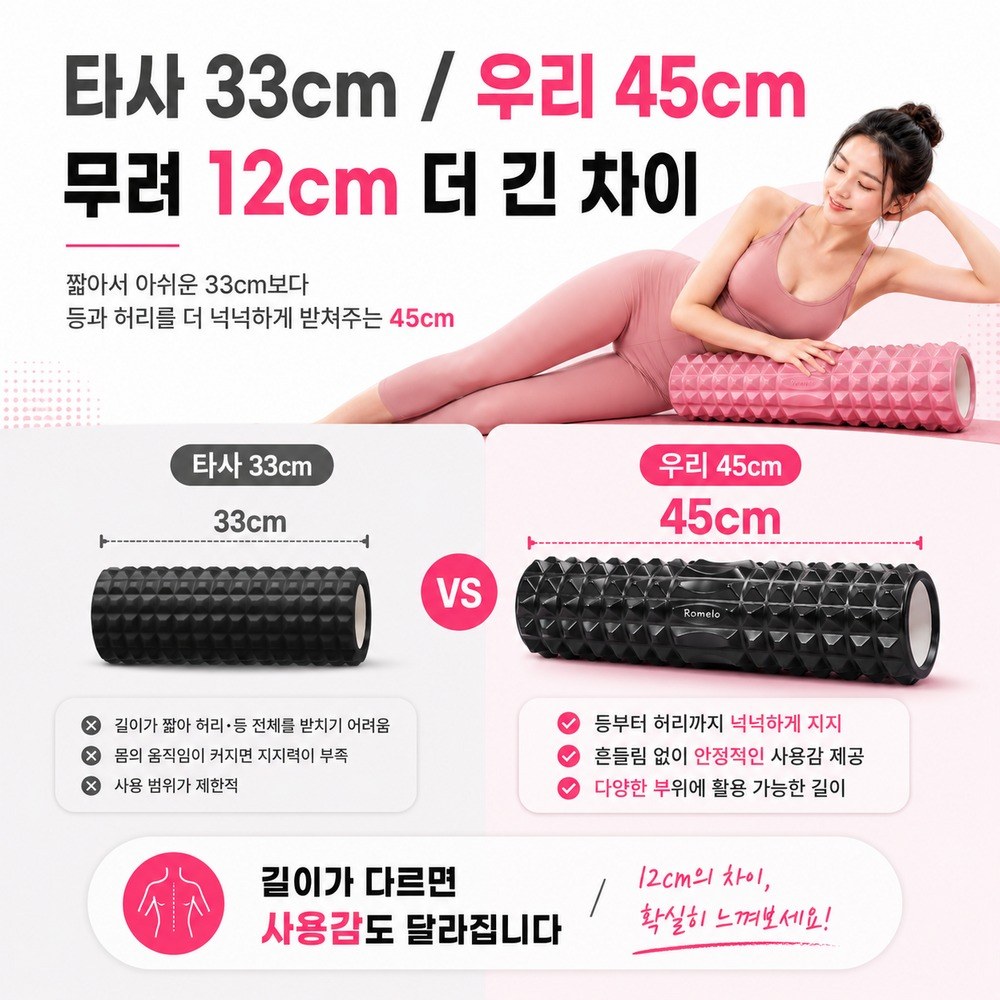 타사 33cm / 우리 45cm
무려 12cm 더 긴 차이
짧아서 아쉬운 33cm보다
등과 허리를 더 넉넉하게 받쳐주는 45cm
타사 33cm
33cm
VS
우리 45cm
45cm
Romelo
길이가 짧아 허리·등 전체를 받치기 어려움
몸의 움직임이 커지면 지지력이 부족
사용 범위가 제한적
등부터 허리까지 넉넉하게 지지
흔들림 없이 안정적인 사용감 제공
다양한 부위에 활용 가능한 길이
길이가 다르면
사용감도 달라집니다
/
12cm의 차이,
확실히 느껴보세요!